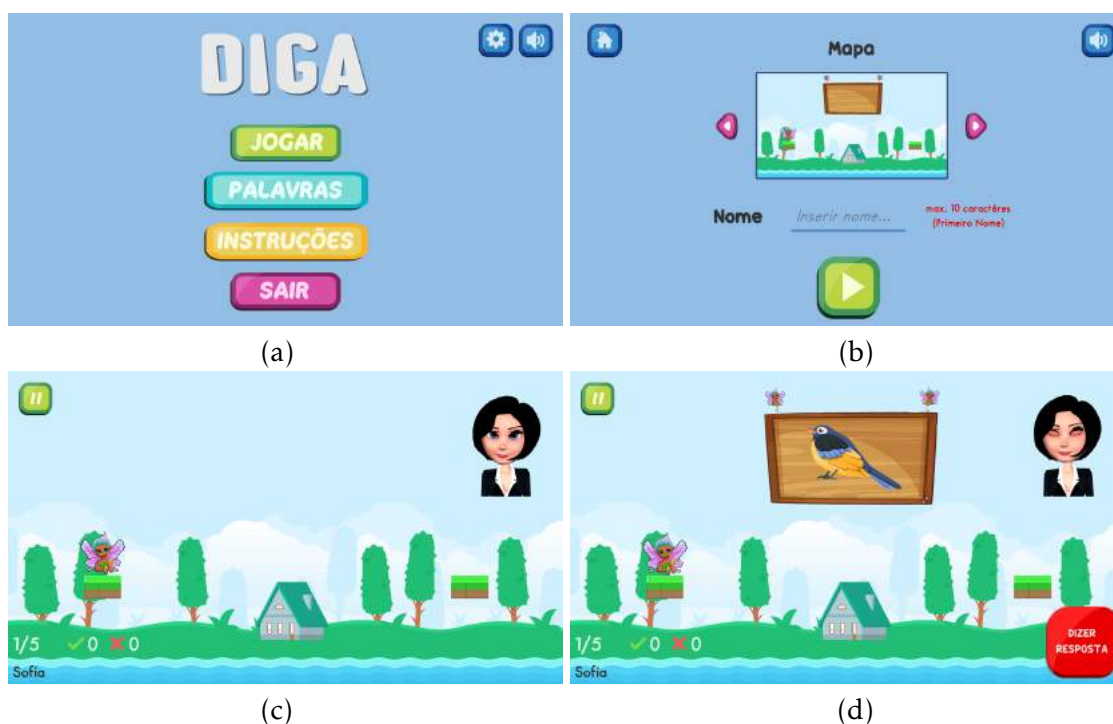 DIGA
JOGAR
PALAVRAS
INSTRUÇÕES
SAIR
(a)
Mapa
Nome
Inserir nome...
max. 10 caractéres
(Primeiro Nome)
(b)
1/5 0 0
Sofia
(c)
1/5 0 0
Sofia
DIZER
RESPOSTA
(d)